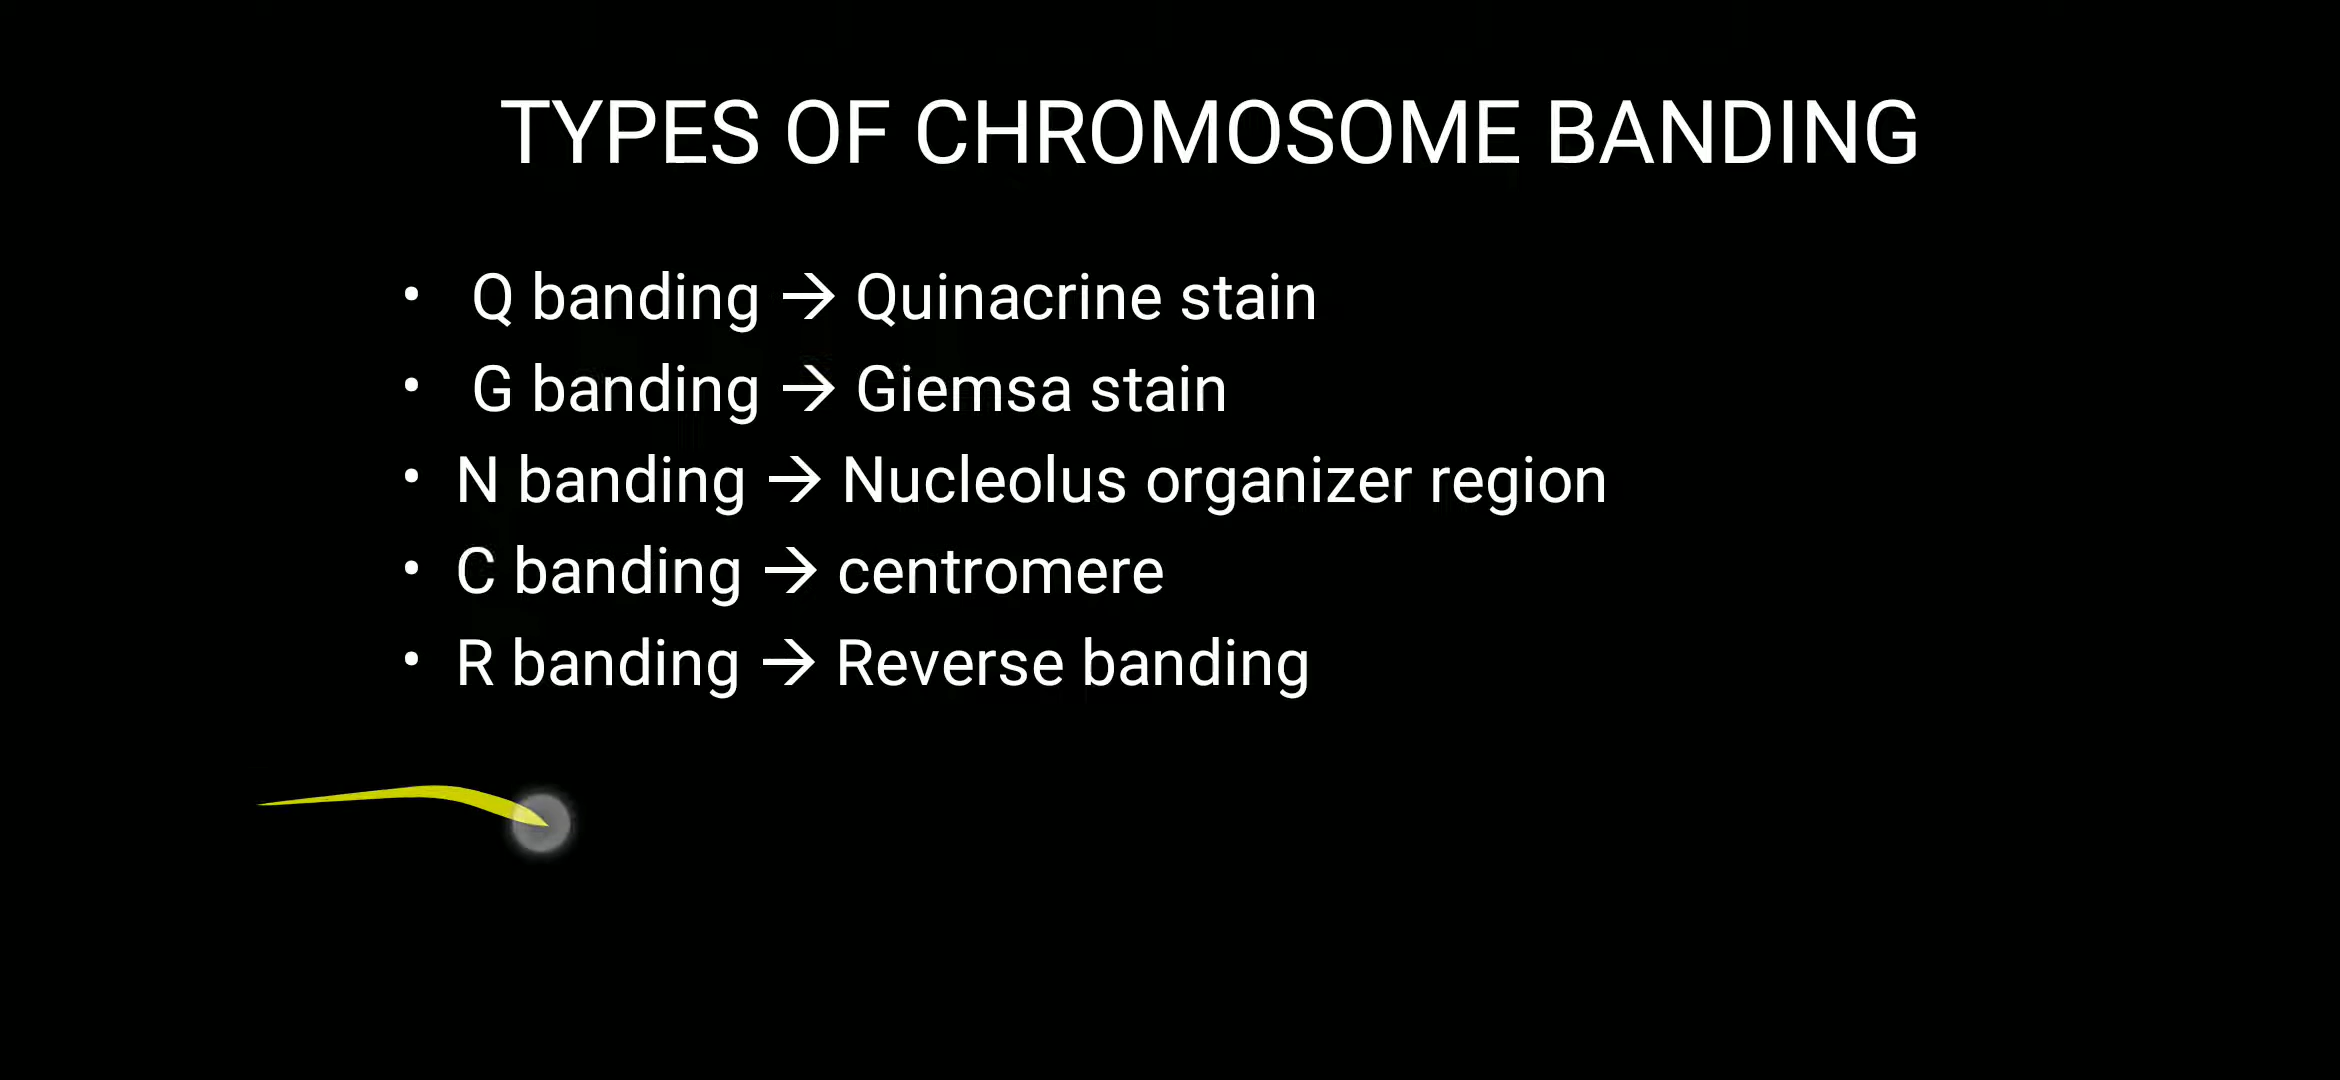 TYPES OF CHROMOSOME BANDING
• Q banding → Quinacrine stain
• G banding → Giemsa stain
• N banding → Nucleolus organizer region
• C banding → centromere
• R banding → Reverse banding